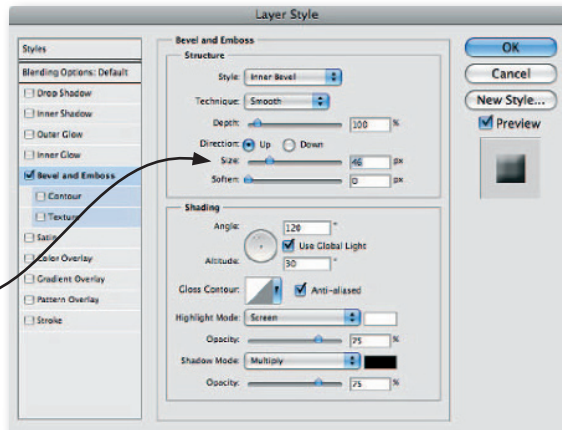 Layer Style
Styles
Blending Options: Default
Drop Shadow
Inner Shadow
Outer Glow
Inner Glow
Bevel and Emboss
Contour
Texture
Satin
Color Overlay
Gradient Overlay
Pattern Overlay
Stroke
Bevel and Emboss
Structure
Style: Inner Bevel
Technique: Smooth
Depth: 100 %
Direction: Up Down
Size: 46 px
Soften: 0 px
Shading
Angle: 120 °
Use Global Light
Altitude: 30 °
Gloss Contour: Anti-aliased
Highlight Mode: Screen
Opacity: 75 %
Shadow Mode: Multiply
Opacity: 75 %
OK
Cancel
New Style...
Preview